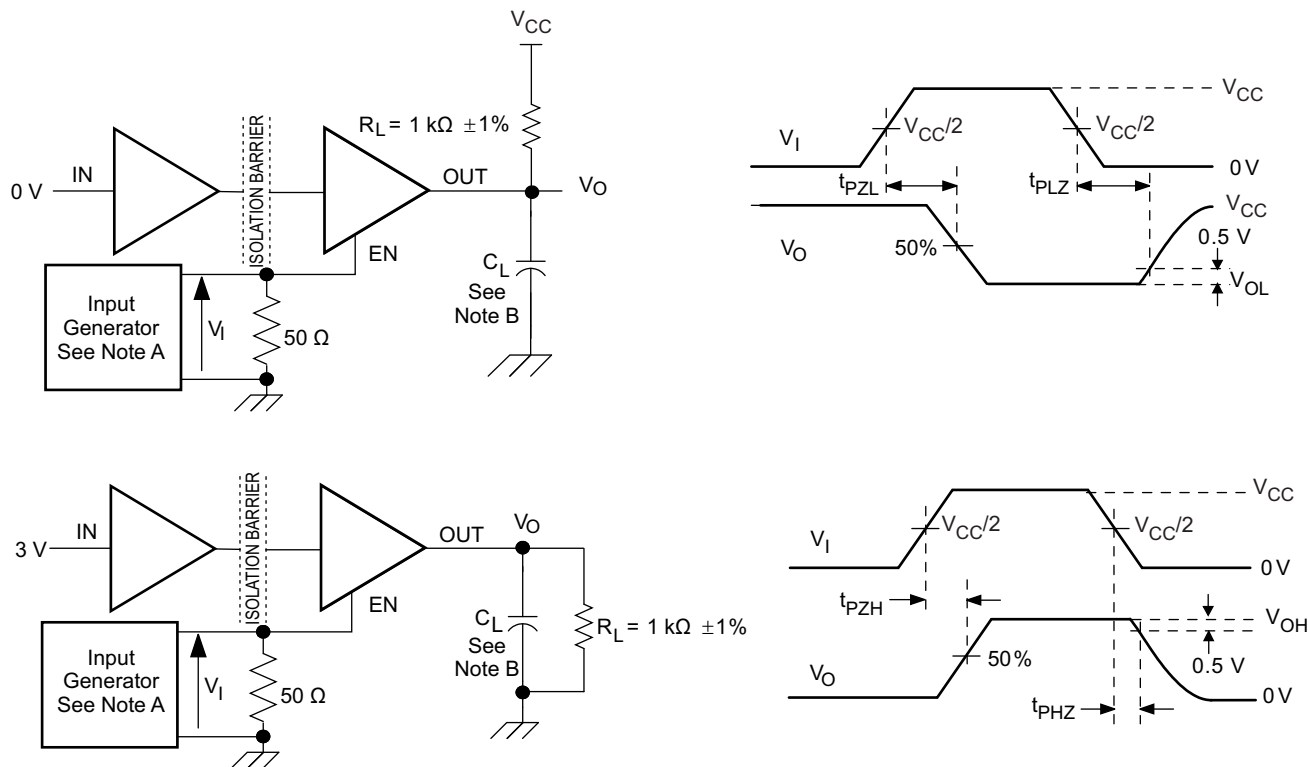 VCC
RL = 1 kΩ ±1%
ISOLATION BARRIER
0 V
IN
OUT
VO
EN
Input
Generator
See Note A
VI
50 Ω
CL
See
Note B
VCC
VI
VCC/2
VCC/2
0 V
tPZL
tPLZ
VCC
VO
50%
0.5 V
VOL
ISOLATION BARRIER
3 V
IN
OUT
VO
EN
Input
Generator
See Note A
VI
50 Ω
CL
See
Note B
RL = 1 kΩ ±1%
VCC
VI
VCC/2
VCC/2
0 V
tPZH
VOH
VO
50%
0.5 V
tPHZ
0 V